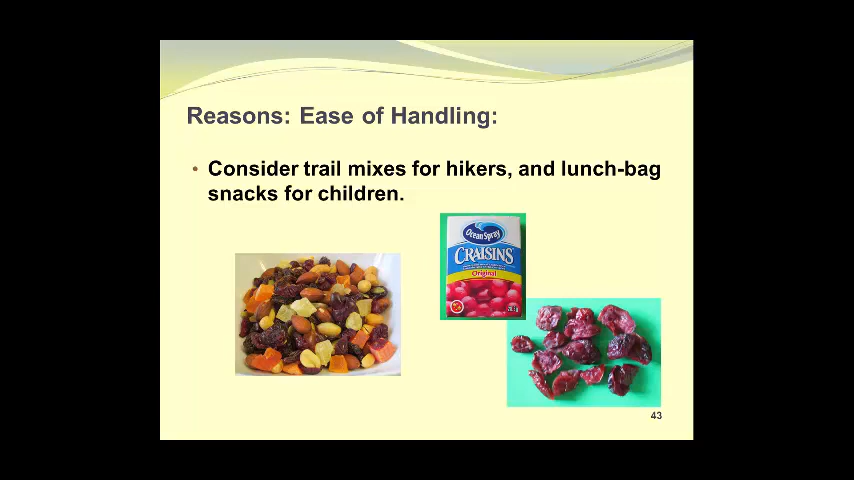 Reasons: Ease of Handling:
• Consider trail mixes for hikers, and lunch-bag
snacks for children.
Ocean Spray
CRAISINS
Original
43